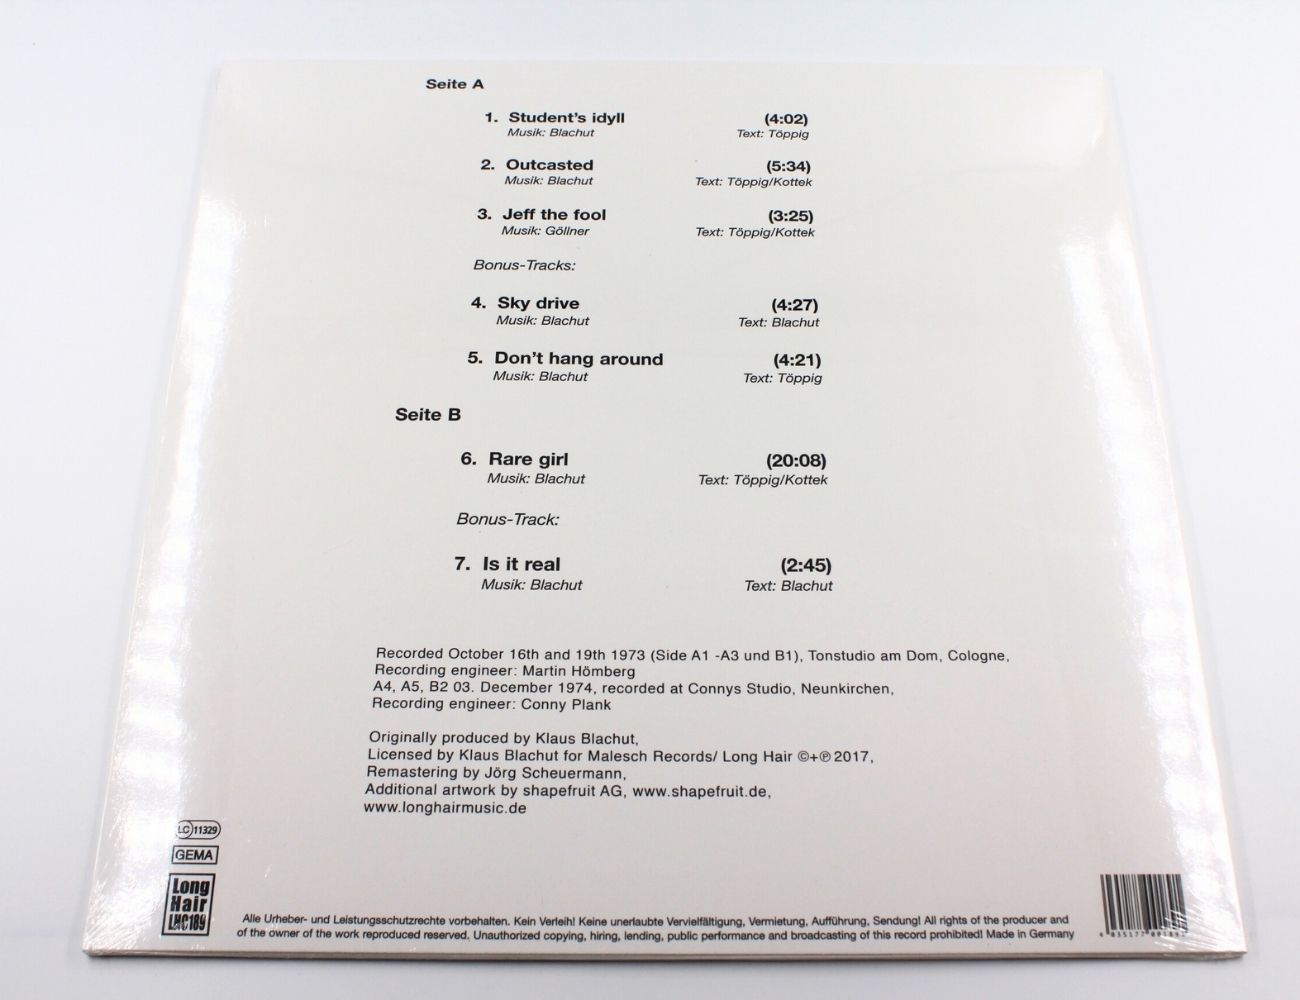 Seite A
1. Student's idyll (4:02)
Musik: Blachut Text: Töppig
2. Outcasted (5:34)
Musik: Blachut Text: Töppig/Kottek
3. Jeff the fool (3:25)
Musik: Göllner Text: Töppig/Kottek
Bonus-Tracks:
4. Sky drive (4:27)
Musik: Blachut Text: Blachut
5. Don't hang around (4:21)
Musik: Blachut Text: Töppig
Seite B
6. Rare girl (20:08)
Musik: Blachut Text: Töppig/Kottek
Bonus-Track:
7. Is it real (2:45)
Musik: Blachut Text: Blachut
Recorded October 16th and 19th 1973 (Side A1 -A3 und B1), Tonstudio am Dom, Cologne,
Recording engineer: Martin Hömberg
A4, A5, B2 03. December 1974, recorded at Connys Studio, Neunkirchen,
Recording engineer: Conny Plank
Originally produced by Klaus Blachut,
Licensed by Klaus Blachut for Malesch Records/ Long Hair ©+℗ 2017,
Remastering by Jörg Scheuermann,
Additional artwork by shapefruit AG, www.shapefruit.de,
www.longhairmusic.de
LC 11329
GEMA
Long
Hair
LHC189
Alle Urheber- und Leistungsschutzrechte vorbehalten. Kein Verleih! Keine unerlaubte Vervielfältigung, Vermietung, Aufführung, Sendung! All rights of the producer and
of the owner of the work reproduced reserved. Unauthorized copying, hiring, lending, public performance and broadcasting of this record prohibited! Made in Germany